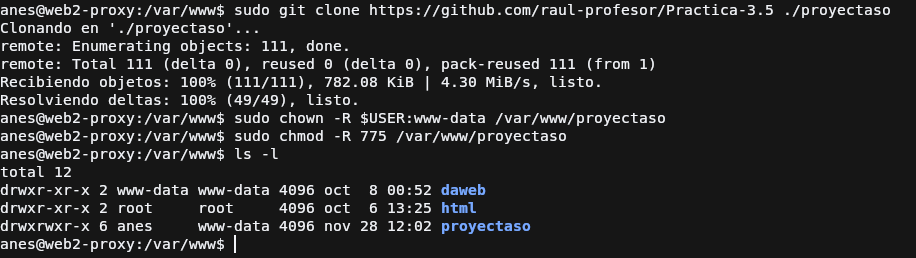 anes@web2-proxy:/var/www$ sudo git clone https://github.com/raul-profesor/Practica-3.5 ./proyectaso
Clonando en './proyectaso'...
remote: Enumerating objects: 111, done.
remote: Total 111 (delta 0), reused 0 (delta 0), pack-reused 111 (from 1)
Recibiendo objetos: 100% (111/111), 782.08 KiB | 4.30 MiB/s, listo.
Resolviendo deltas: 100% (49/49), listo.
anes@web2-proxy:/var/www$ sudo chown -R $USER:www-data /var/www/proyectaso
anes@web2-proxy:/var/www$ sudo chmod -R 775 /var/www/proyectaso
anes@web2-proxy:/var/www$ ls -l
total 12
drwxr-xr-x 2 www-data www-data 4096 oct  8 00:52 daweb
drwxr-xr-x 2 root     root     4096 oct  6 13:25 html
drwxrwxr-x 6 anes     www-data 4096 nov 28 12:02 proyectaso
anes@web2-proxy:/var/www$